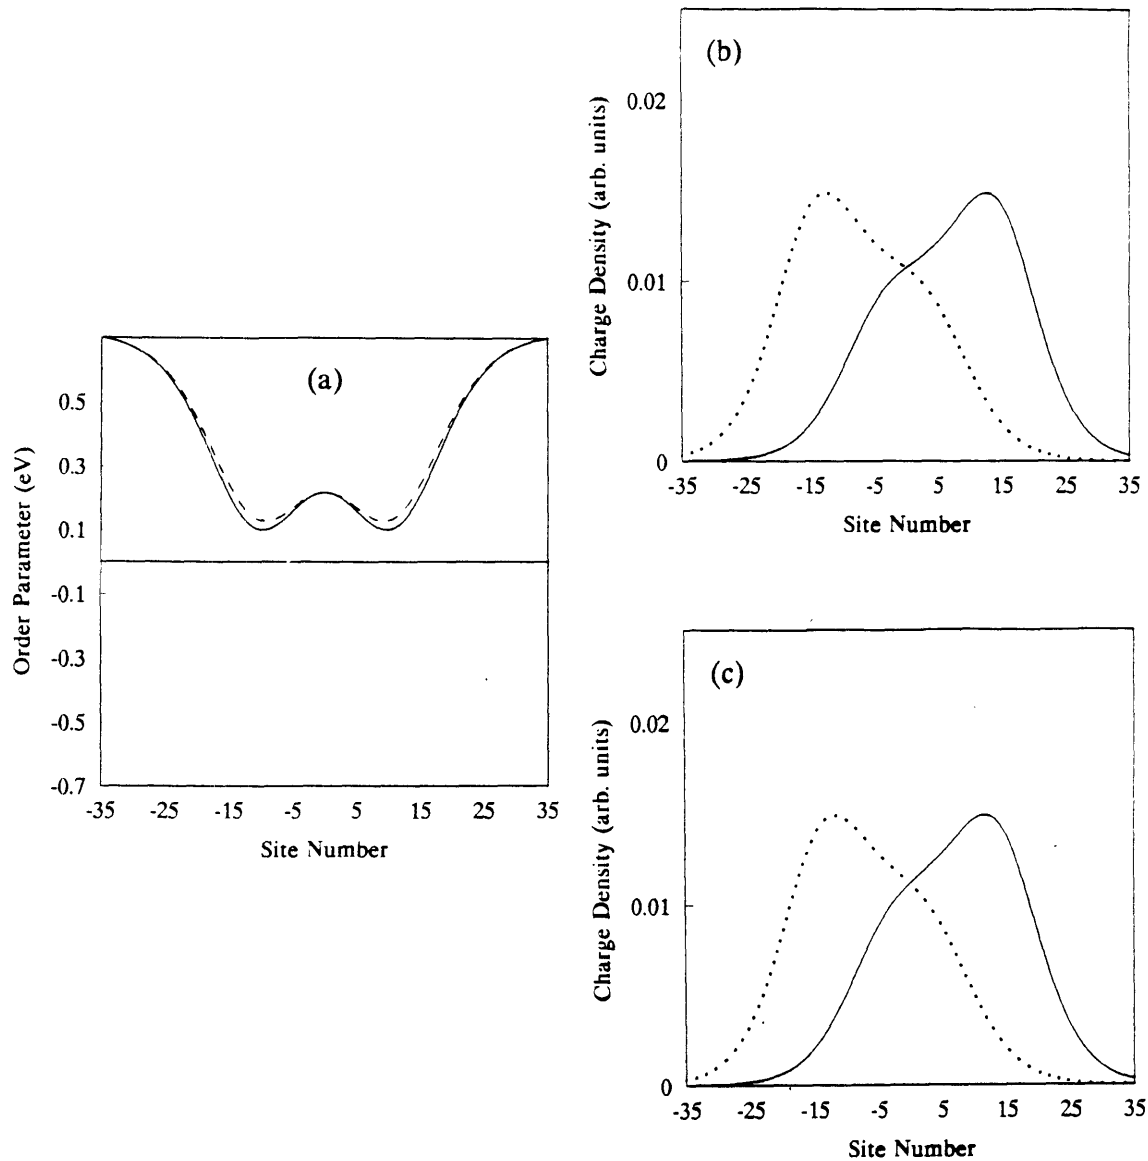 (a)
Order Parameter (eV)
0.5
0.3
0.1
-0.1
-0.3
-0.5
-0.7
-35 -25 -15 -5 5 15 25 35
Site Number
(b)
Charge Density (arb. units)
0.02
0.01
0
-35 -25 -15 -5 5 15 25 35
Site Number
(c)
Charge Density (arb. units)
0.02
0.01
0
-35 -25 -15 -5 5 15 25 35
Site Number